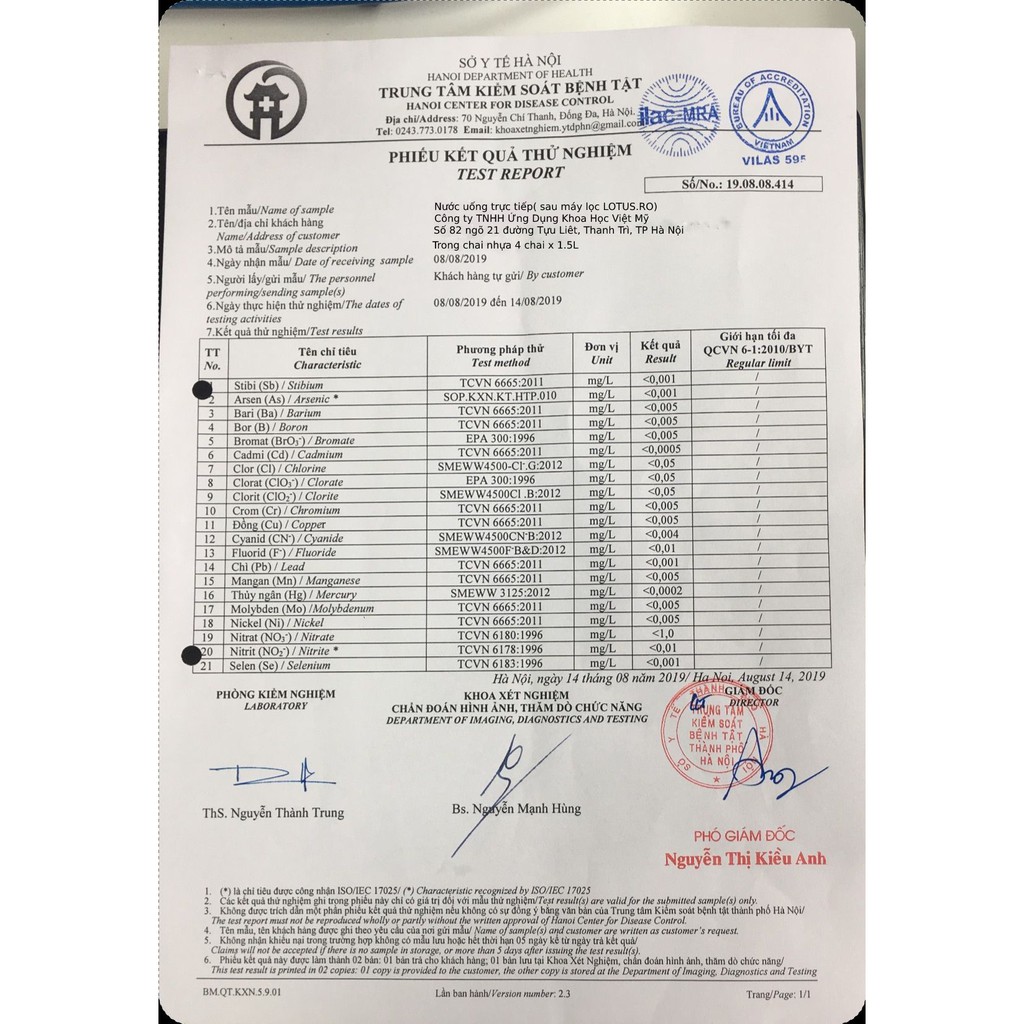 SỞ Y TẾ HÀ NỘI
HANOI DEPARTMENT OF HEALTH
TRUNG TÂM KIỂM SOÁT BỆNH TẬT
HANOI CENTER FOR DISEASE CONTROL
Địa chỉ/Address: 70 Nguyễn Chí Thanh, Đống Đa, Hà Nội.
Tel: 0243.773.0178 Email: khoaxetnghiem.ytdphn@gmail.com
ilac-MRA
BUREAU OF ACCREDITATION
VIETNAM
VILAS 595
PHIẾU KẾT QUẢ THỬ NGHIỆM
TEST REPORT
Số/No.: 19.08.08.414
1.Tên mẫu/Name of sample Nước uống trực tiếp( sau máy lọc LOTUS.RO)
2.Tên/địa chỉ khách hàng Công ty TNHH Ứng Dụng Khoa Học Việt Mỹ
Name/Address of customer Số 82 ngõ 21 đường Tựu Liêt, Thanh Trì, TP Hà Nội
3.Mô tả mẫu/Sample description Trong chai nhựa 4 chai x 1.5L
4.Ngày nhận mẫu/ Date of receiving sample 08/08/2019
5.Người lấy/gửi mẫu/ The personnel Khách hàng tự gửi/ By customer
performing/sending sample(s)
6.Ngày thực hiện thử nghiệm/The dates of 08/08/2019 đến 14/08/2019
testing activities
7.Kết quả thử nghiệm/Test results
TT Tên chỉ tiêu Phương pháp thử Đơn vị Kết quả Giới hạn tối đa
QCVN 6-1:2010/BYT
No. Characteristic Test method Unit Result Regular limit
Stibi (Sb) / Stibium TCVN 6665:2011 mg/L <0,001 /
2 Arsen (As) / Arsenic * SOP.KXN.KT.HTP.010 mg/L <0,001 /
3 Bari (Ba) / Barium TCVN 6665:2011 mg/L <0,005 /
4 Bor (B) / Boron TCVN 6665:2011 mg/L <0,005 /
5 Bromat (BrO₃⁻) / Bromate EPA 300:1996 mg/L <0,005 /
6 Cadmi (Cd) / Cadmium TCVN 6665:2011 mg/L <0,0005 /
7 Clor (Cl) / Chlorine SMEWW4500-Cl⁻.G:2012 mg/L <0,05 /
8 Clorat (ClO₃⁻) / Clorate EPA 300:1996 mg/L <0,05 /
9 Clorit (ClO₂⁻) / Clorite SMEWW4500Cl .B:2012 mg/L <0,05 /
10 Crom (Cr) / Chromium TCVN 6665:2011 mg/L <0,005 /
11 Đồng (Cu) / Copper TCVN 6665:2011 mg/L <0,005 /
12 Cyanid (CN⁻) / Cyanide SMEWW4500CN⁻B:2012 mg/L <0,004 /
13 Fluorid (F⁻) / Fluoride SMEWW4500F⁻B&D:2012 mg/L <0,01 /
14 Chì (Pb) / Lead TCVN 6665:2011 mg/L <0,001 /
15 Mangan (Mn) / Manganese TCVN 6665:2011 mg/L <0,005 /
16 Thủy ngân (Hg) / Mercury SMEWW 3125:2012 mg/L <0,0002 /
17 Molybden (Mo) /Molybdenum TCVN 6665:2011 mg/L <0,005 /
18 Nickel (Ni) / Nickel TCVN 6665:2011 mg/L <0,005 /
19 Nitrat (NO₃⁻) / Nitrate TCVN 6180:1996 mg/L <1,0 /
20 Nitrit (NO₂⁻) / Nitrite * TCVN 6178:1996 mg/L <0,01 /
21 Selen (Se) / Selenium TCVN 6183:1996 mg/L <0,001 /
Hà Nội, ngày 14 tháng 08 năm 2019/ Ha Noi, August 14, 2019
PHÒNG KIỂM NGHIỆM KHOA XÉT NGHIỆM GIÁM ĐỐC
LABORATORY CHẨN ĐOÁN HÌNH ẢNH, THĂM DÒ CHỨC NĂNG DIRECTOR
DEPARTMENT OF IMAGING, DIAGNOSTICS AND TESTING
TRUNG TÂM
KIỂM SOÁT
BỆNH TẬT
THÀNH PHỐ
HÀ NỘI
ThS. Nguyễn Thành Trung Bs. Nguyễn Mạnh Hùng
PHÓ GIÁM ĐỐC
Nguyễn Thị Kiều Anh
1. (*) là chỉ tiêu được công nhận ISO/IEC 17025/ (*) Characteristic recognized by ISO/IEC 17025
2. Các kết quả thử nghiệm ghi trong phiếu này chỉ có giá trị đối với mẫu thử nghiệm/Test result(s) are valid for the submitted sample(s) only.
3. Không được trích dẫn một phần phiếu kết quả thử nghiệm nếu không có sự đồng ý bằng văn bản của Trung tâm Kiểm soát bệnh tật thành phố Hà Nội/
The test report must not be reproduced wholly or partly without the written approval of Hanoi Center for Disease Control.
4. Tên mẫu, tên khách hàng được ghi theo yêu cầu của nơi gửi mẫu/ Name of sample(s) and customer are written as customer's request.
5. Không nhận khiếu nại trong trường hợp không có mẫu lưu hoặc hết thời hạn 05 ngày kể từ ngày trả kết quả/
Claims will not be accepted if there is no sample in storage, or more than 5 days after issuing the test result(s).
6. Phiếu kết quả này được làm thành 02 bản: 01 bản trả cho khách hàng; 01 bản lưu tại Khoa Xét Nghiệm, chẩn đoán hình ảnh, thăm dò chức năng/
This test result is printed in 02 copies: 01 copy is provided to the customer, the other copy is stored at the Department of Imaging, Diagnostics and Testing
BM.QT.KXN.5.9.01 Lần ban hành/Version number: 2.3 Trang/Page: 1/1